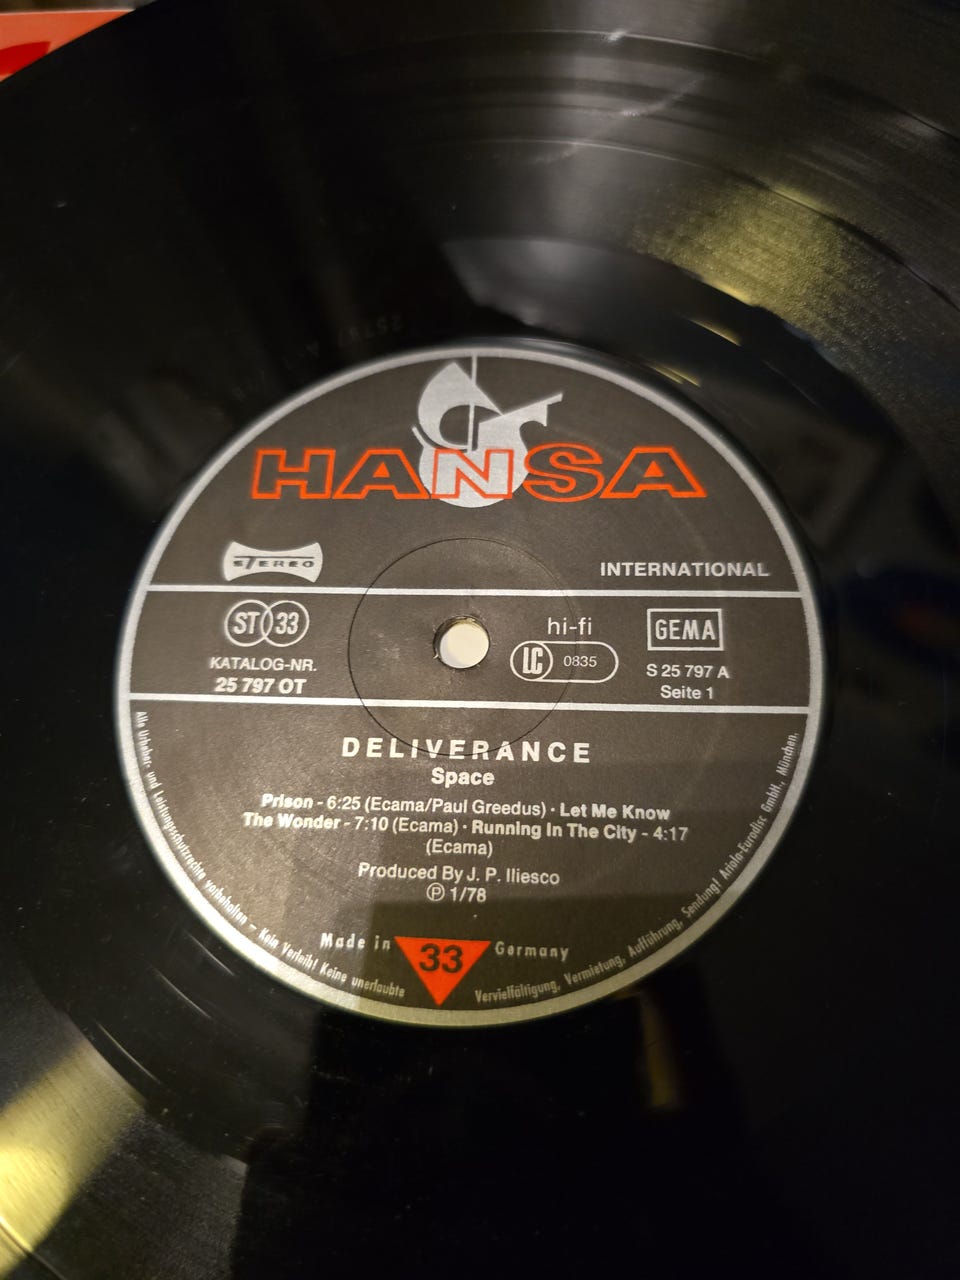 HANSA
STEREO
INTERNATIONAL
ST 33
hi-fi
GEMA
KATALOG-NR.
LC 0835
S 25 797 A
25 797 OT
Seite 1
DELIVERANCE
Space
Prison - 6:25 (Ecama/Paul Greedus) · Let Me Know
The Wonder - 7:10 (Ecama) · Running In The City - 4:17
(Ecama)
Produced By J. P. Iliesco
Ⓟ 1/78
Made in 33 Germany
Alle Urheber- und Leistungsschutzrechte vorbehalten – Kein Verleih! Keine unerlaubte Vervielfältigung, Vermietung, Aufführung, Sendung! Ariola-Eurodisc GmbH., München.